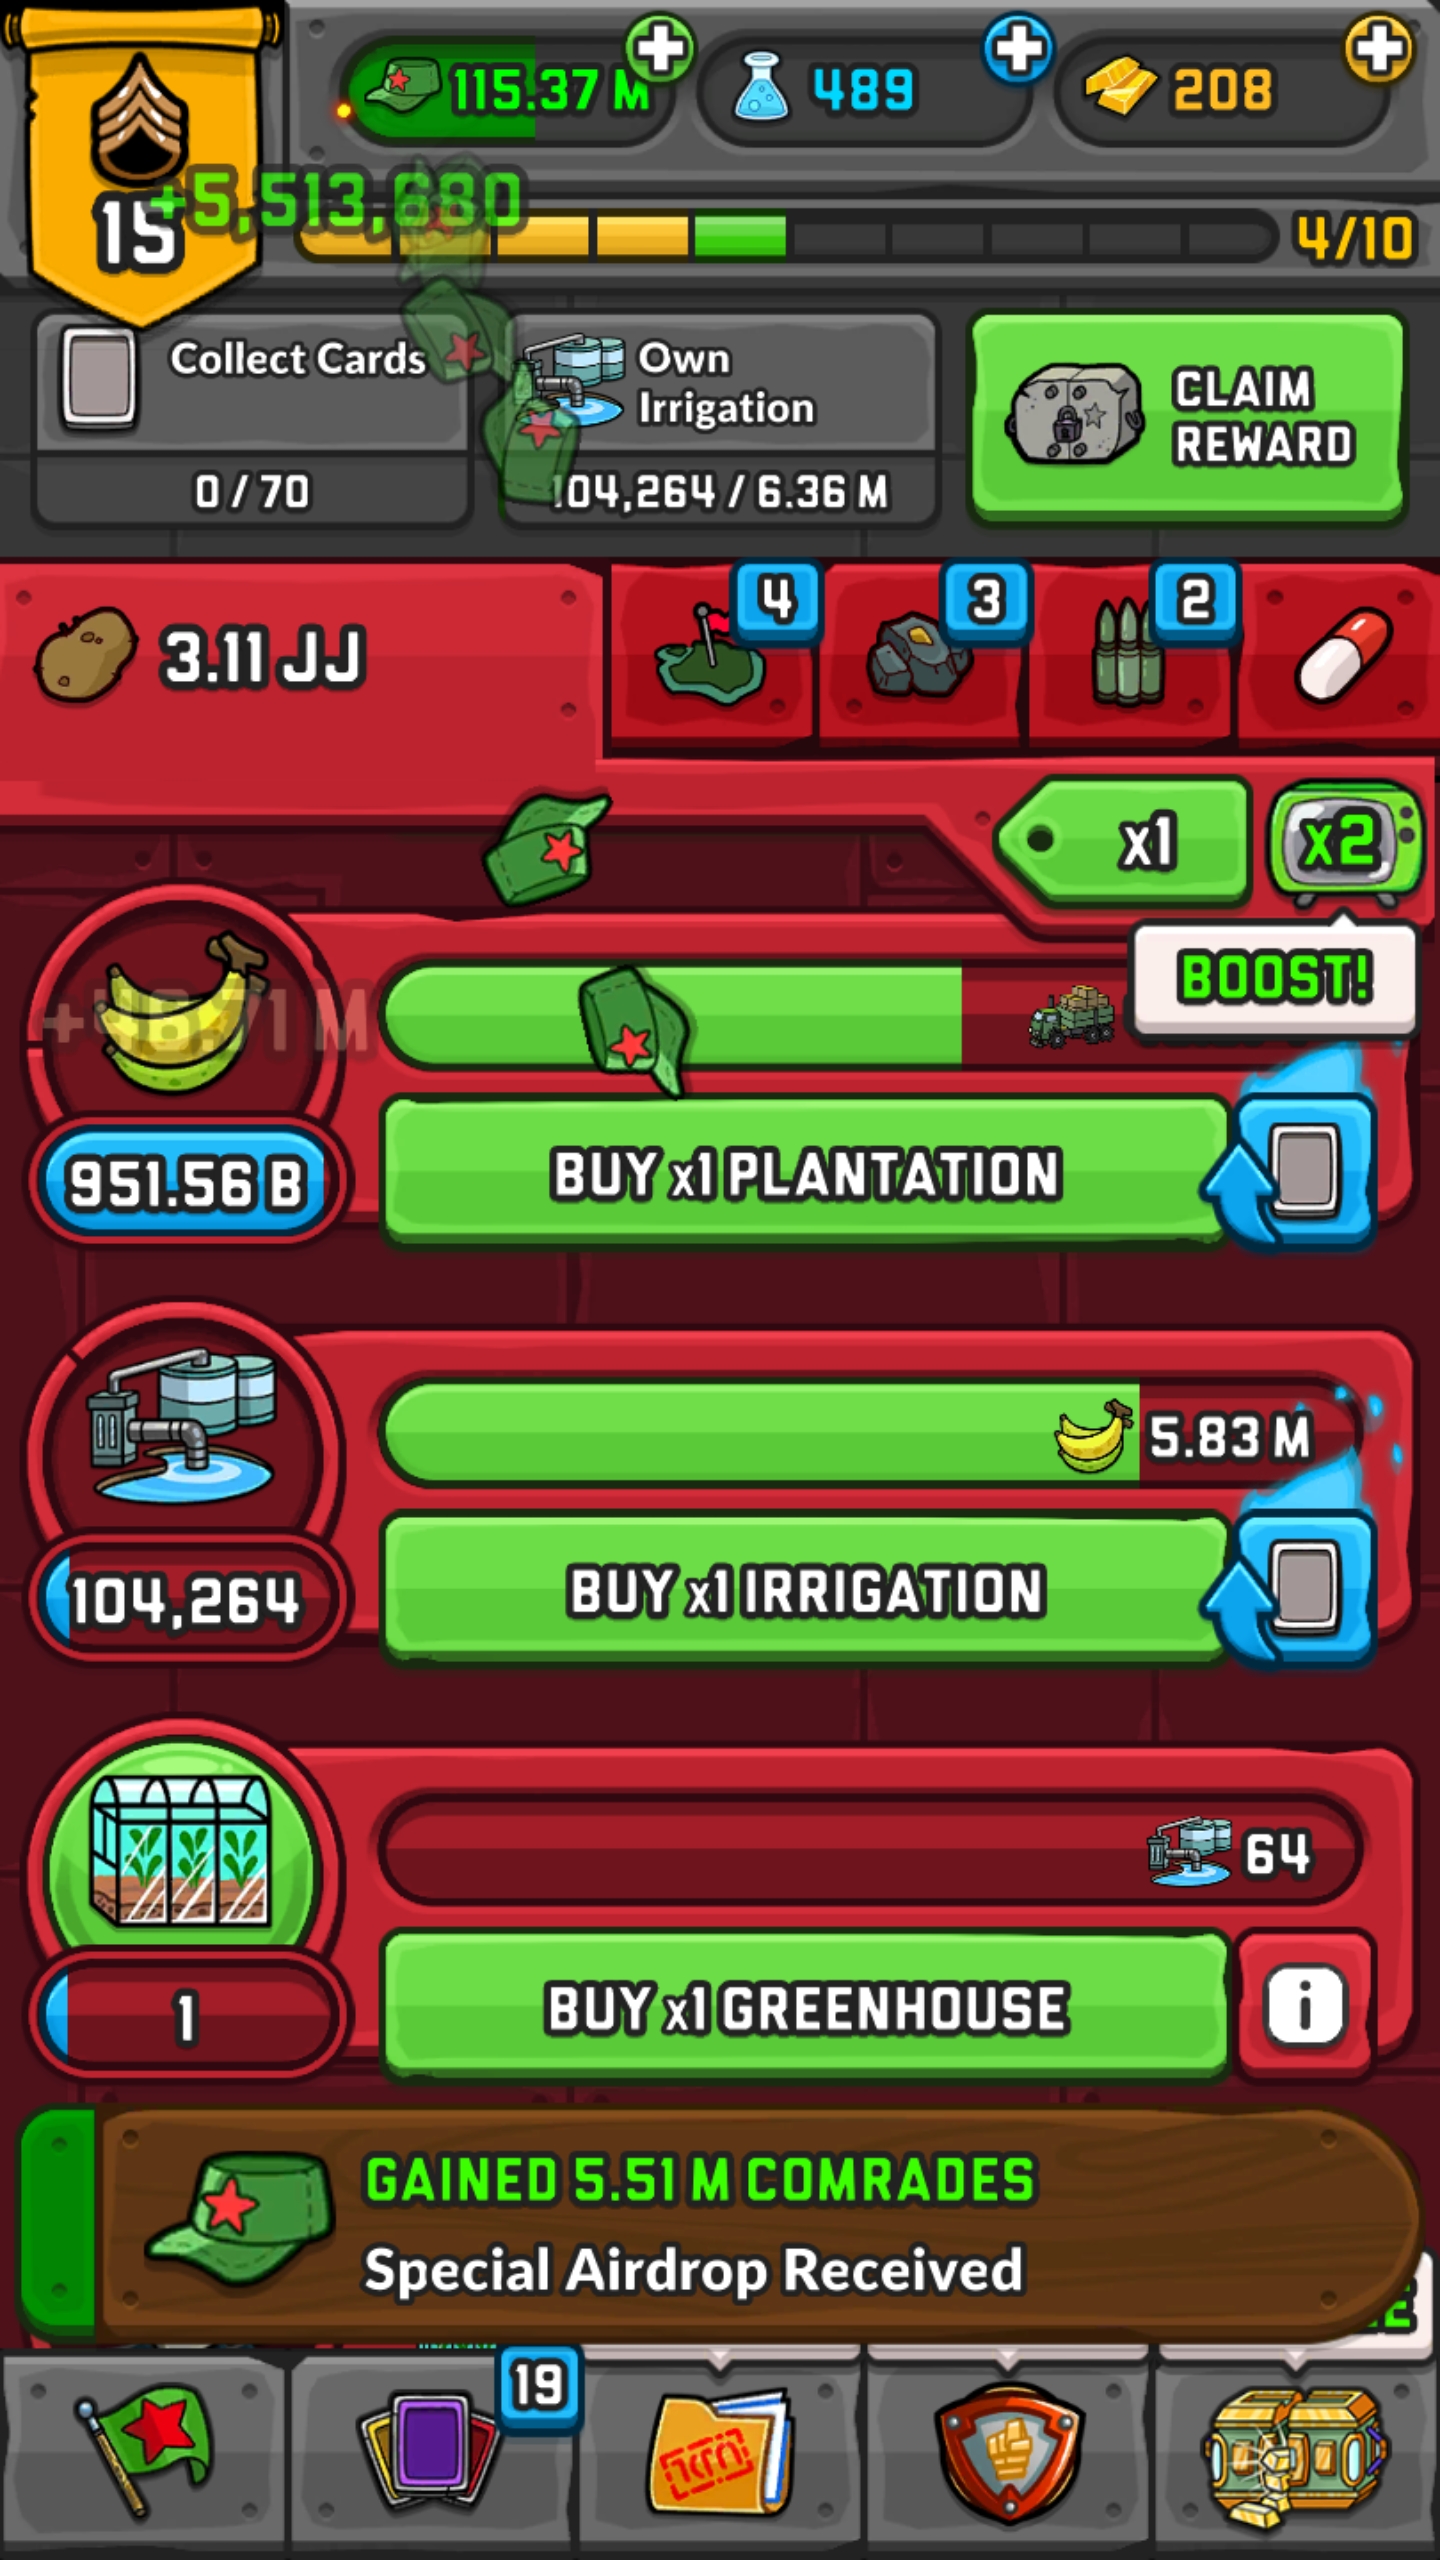 115.37 M
489
208
+5,513,680
15
4/10
Collect Cards
Own
Irrigation
CLAIM
REWARD
0 / 70
104,264 / 6.36 M
3.11 JJ
4
3
2
x1
x2
BOOST!
+48.71 M
951.56 B
BUY x1 PLANTATION
5.83 M
104,264
BUY x1 IRRIGATION
64
1
BUY x1 GREENHOUSE
i
GAINED 5.51 M COMRADES
Special Airdrop Received
19